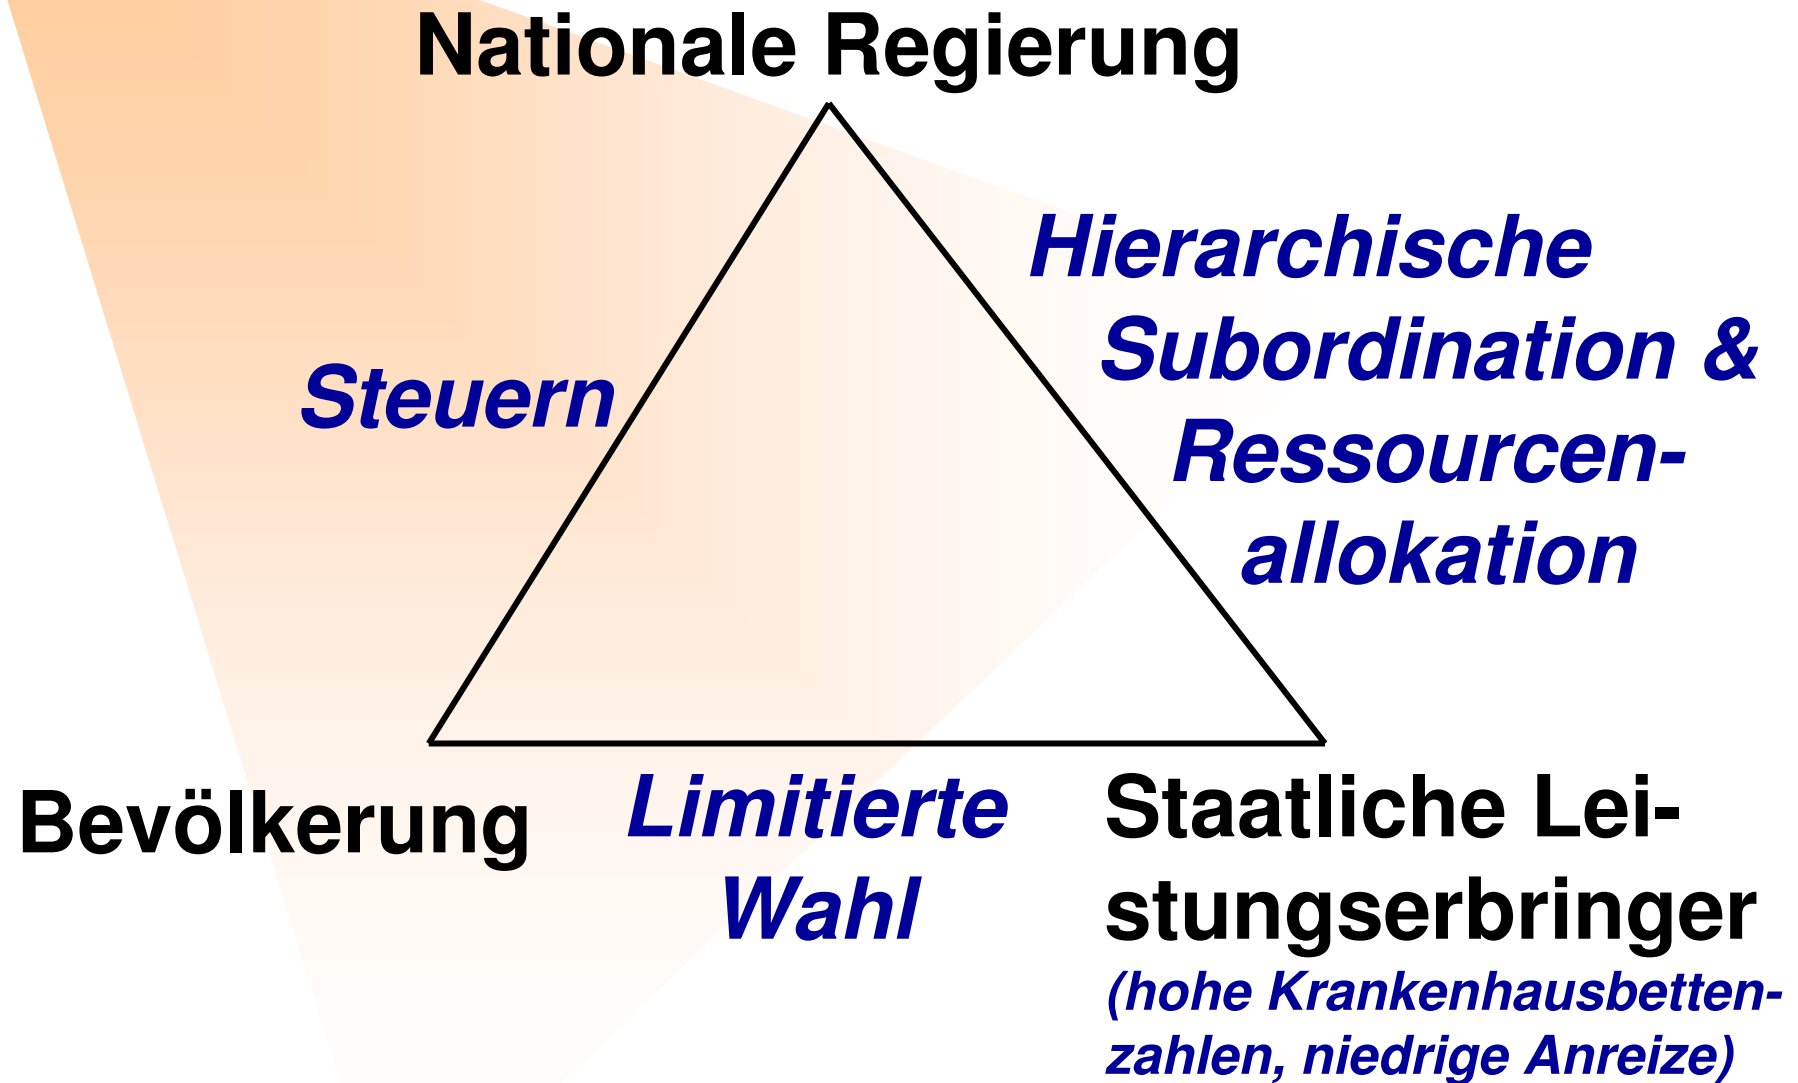 Nationale Regierung
Hierarchische
Subordination &
Ressourcen-
allokation
Steuern
Bevölkerung
Limitierte
Wahl
Staatliche Lei-
stungserbringer
(hohe Krankenhausbetten-
zahlen, niedrige Anreize)